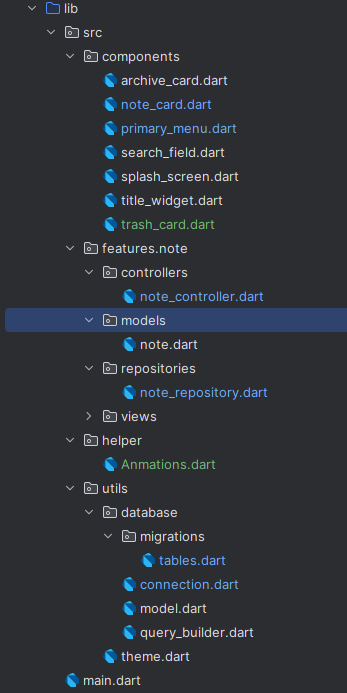 lib
src
components
archive_card.dart
note_card.dart
primary_menu.dart
search_field.dart
splash_screen.dart
title_widget.dart
trash_card.dart
features.note
controllers
note_controller.dart
models
note.dart
repositories
note_repository.dart
views
helper
Anmations.dart
utils
database
migrations
tables.dart
connection.dart
model.dart
query_builder.dart
theme.dart
main.dart